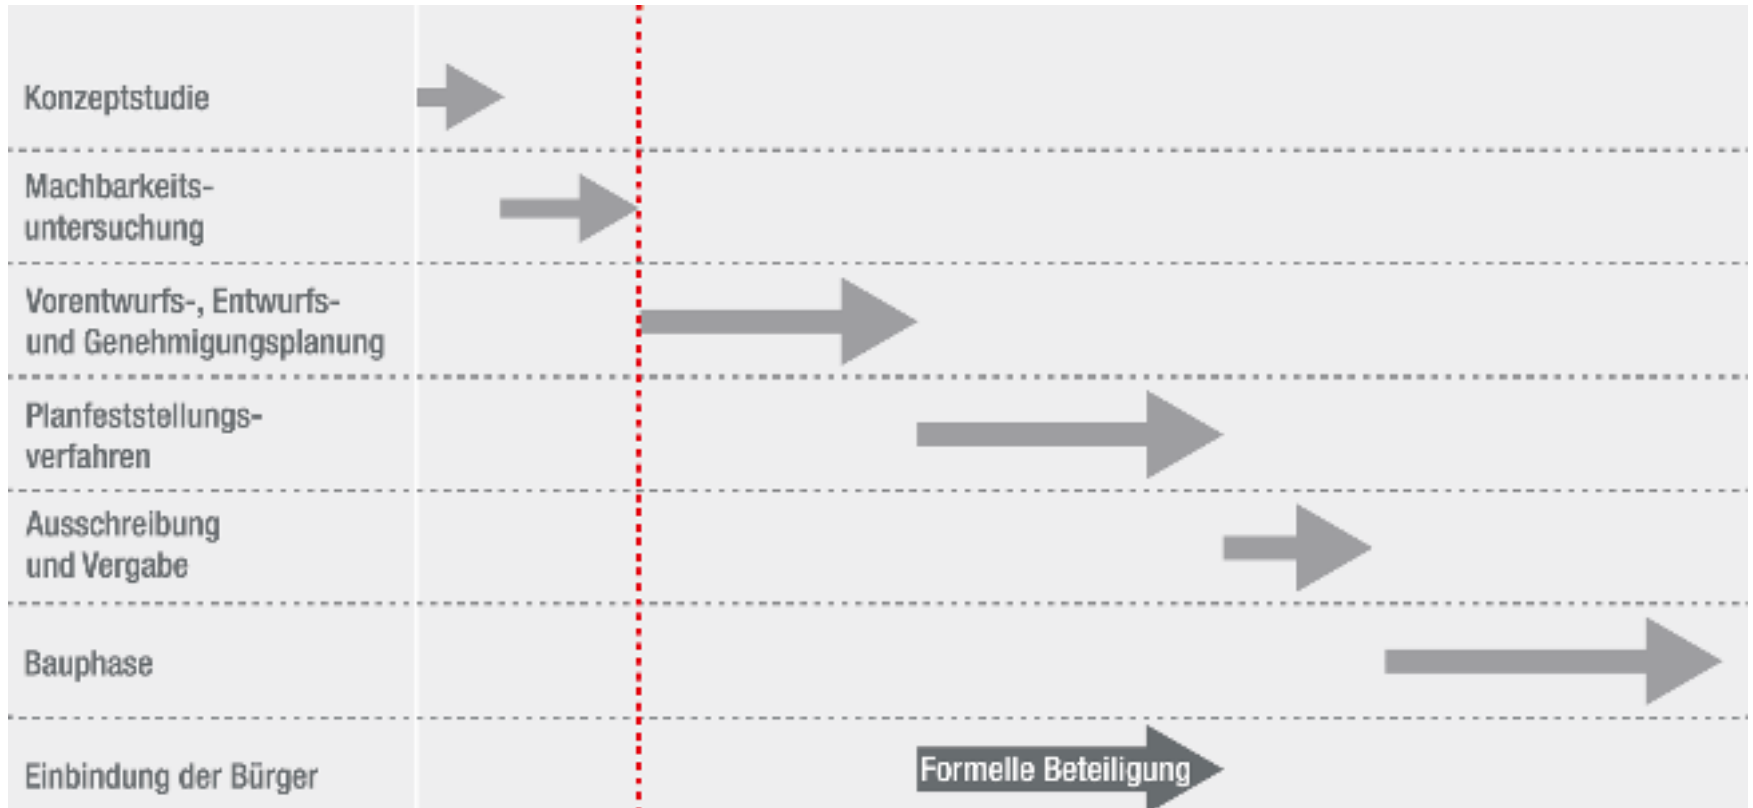 Konzeptstudie
Machbarkeits-
untersuchung
Vorentwurfs-, Entwurfs-
und Genehmigungsplanung
Planfeststellungs-
verfahren
Ausschreibung
und Vergabe
Bauphase
Einbindung der Bürger
Formelle Beteiligung